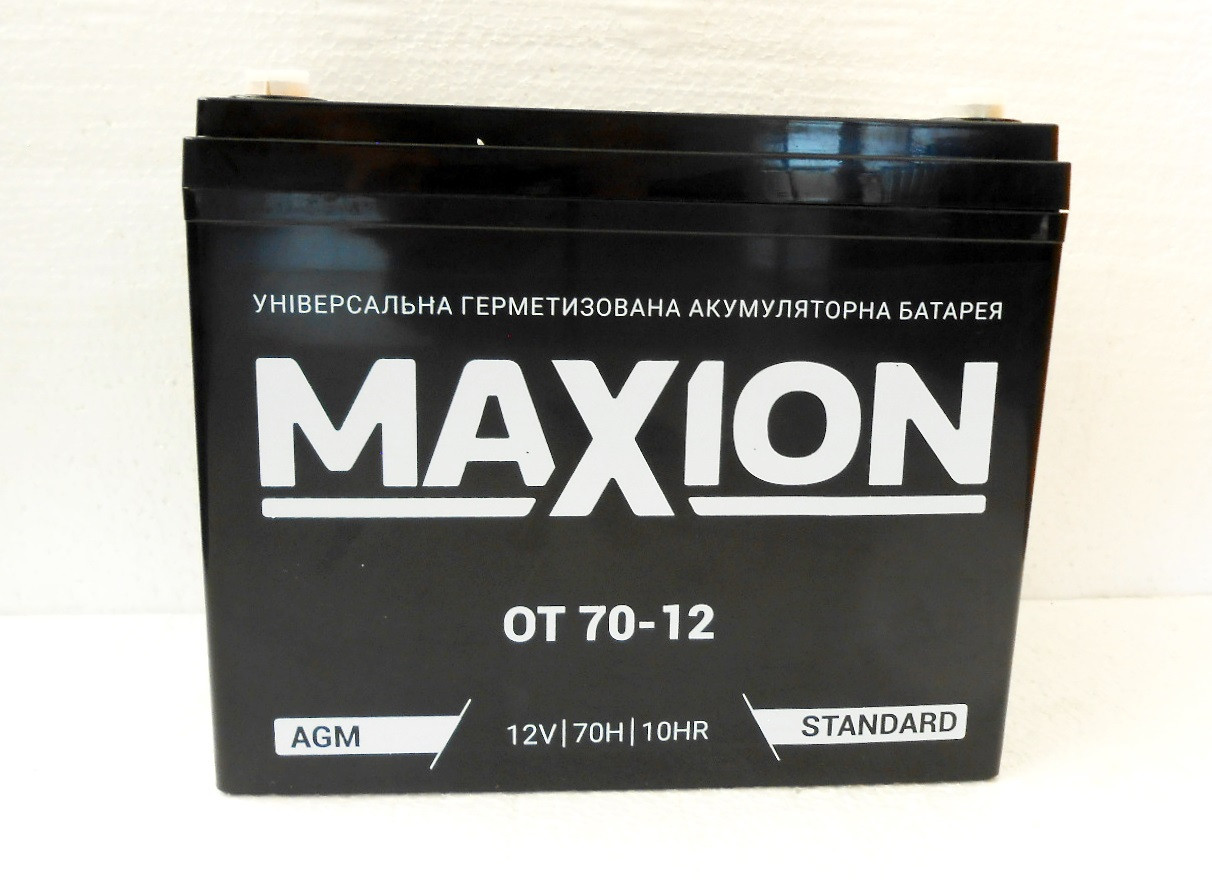 УНІВЕРСАЛЬНА ГЕРМЕТИЗОВАНА АКУМУЛЯТОРНА БАТАРЕЯ
MAXION
OT 70-12
AGM 12V|70H|10HR STANDARD